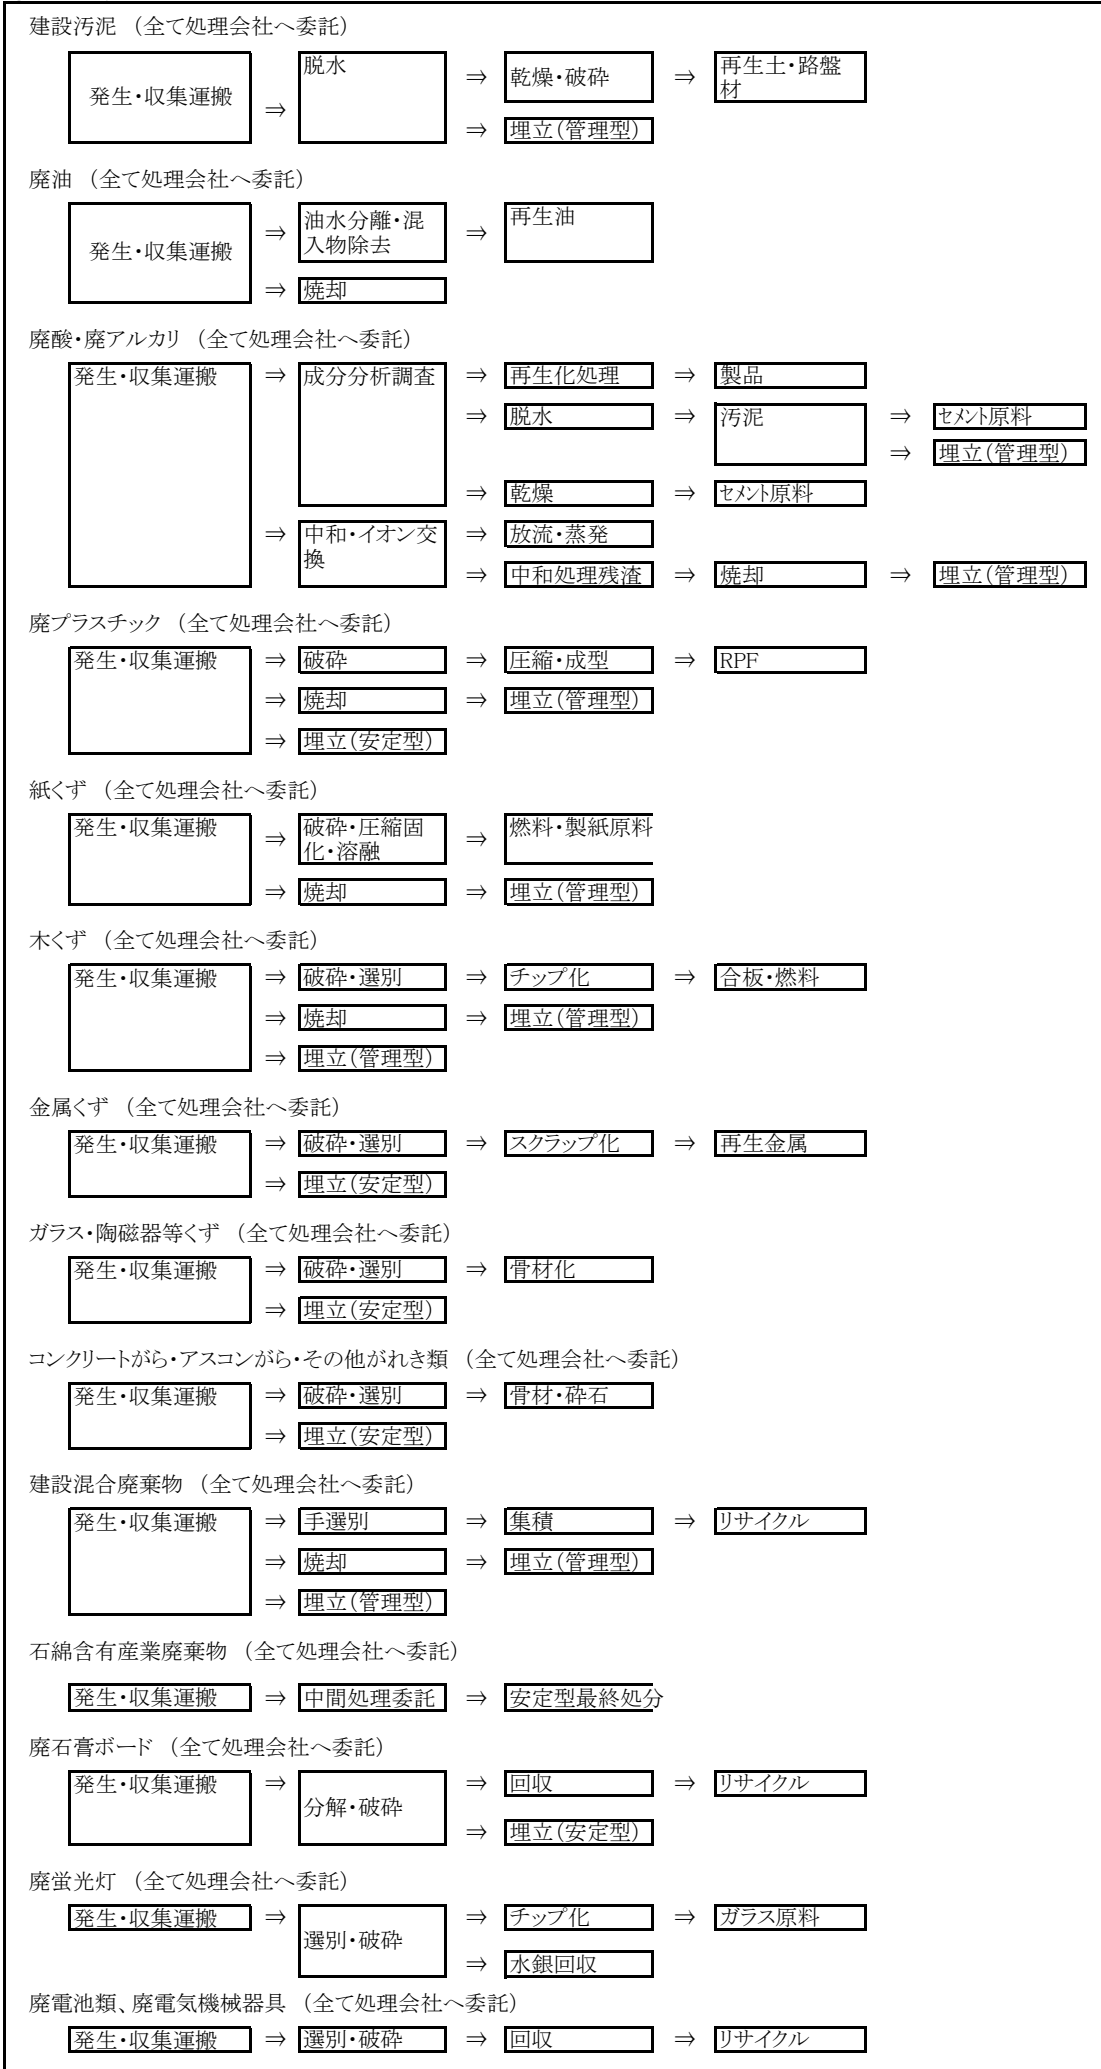 建設汚泥 (全て処理会社へ委託)
発生・収集運搬 ⇒ 脱水 ⇒ 乾燥・破砕 ⇒ 再生土・路盤
材
⇒ 埋立(管理型)
廃油 (全て処理会社へ委託)
発生・収集運搬 ⇒ 油水分離・混
入物除去 ⇒ 再生油
⇒ 焼却
廃酸・廃アルカリ (全て処理会社へ委託)
発生・収集運搬 ⇒ 成分分析調査 ⇒ 再生化処理 ⇒ 製品
⇒ 脱水 ⇒ 汚泥 ⇒ セメント原料
⇒ 埋立(管理型)
⇒ 乾燥 ⇒ セメント原料
⇒ 中和・イオン交
換 ⇒ 放流・蒸発
⇒ 中和処理残渣 ⇒ 焼却 ⇒ 埋立(管理型)
廃プラスチック (全て処理会社へ委託)
発生・収集運搬 ⇒ 破砕 ⇒ 圧縮・成型 ⇒ RPF
⇒ 焼却 ⇒ 埋立(管理型)
⇒ 埋立(安定型)
紙くず (全て処理会社へ委託)
発生・収集運搬 ⇒ 破砕・圧縮固
化・溶融 ⇒ 燃料・製紙原料
⇒ 焼却 ⇒ 埋立(管理型)
木くず (全て処理会社へ委託)
発生・収集運搬 ⇒ 破砕・選別 ⇒ チップ化 ⇒ 合板・燃料
⇒ 焼却 ⇒ 埋立(管理型)
⇒ 埋立(管理型)
金属くず (全て処理会社へ委託)
発生・収集運搬 ⇒ 破砕・選別 ⇒ スクラップ化 ⇒ 再生金属
⇒ 埋立(安定型)
ガラス・陶磁器等くず (全て処理会社へ委託)
発生・収集運搬 ⇒ 破砕・選別 ⇒ 骨材化
⇒ 埋立(安定型)
コンクリートがら・アスコンがら・その他がれき類 (全て処理会社へ委託)
発生・収集運搬 ⇒ 破砕・選別 ⇒ 骨材・砕石
⇒ 埋立(安定型)
建設混合廃棄物 (全て処理会社へ委託)
発生・収集運搬 ⇒ 手選別 ⇒ 集積 ⇒ リサイクル
⇒ 焼却 ⇒ 埋立(管理型)
⇒ 埋立(管理型)
石綿含有産業廃棄物 (全て処理会社へ委託)
発生・収集運搬 ⇒ 中間処理委託 ⇒ 安定型最終処分
廃石膏ボード (全て処理会社へ委託)
発生・収集運搬 ⇒ 分解・破砕 ⇒ 回収 ⇒ リサイクル
⇒ 埋立(安定型)
廃蛍光灯 (全て処理会社へ委託)
発生・収集運搬 ⇒ 選別・破砕 ⇒ チップ化 ⇒ ガラス原料
⇒ 水銀回収
廃電池類、廃電気機械器具 (全て処理会社へ委託)
発生・収集運搬 ⇒ 選別・破砕 ⇒ 回収 ⇒ リサイクル